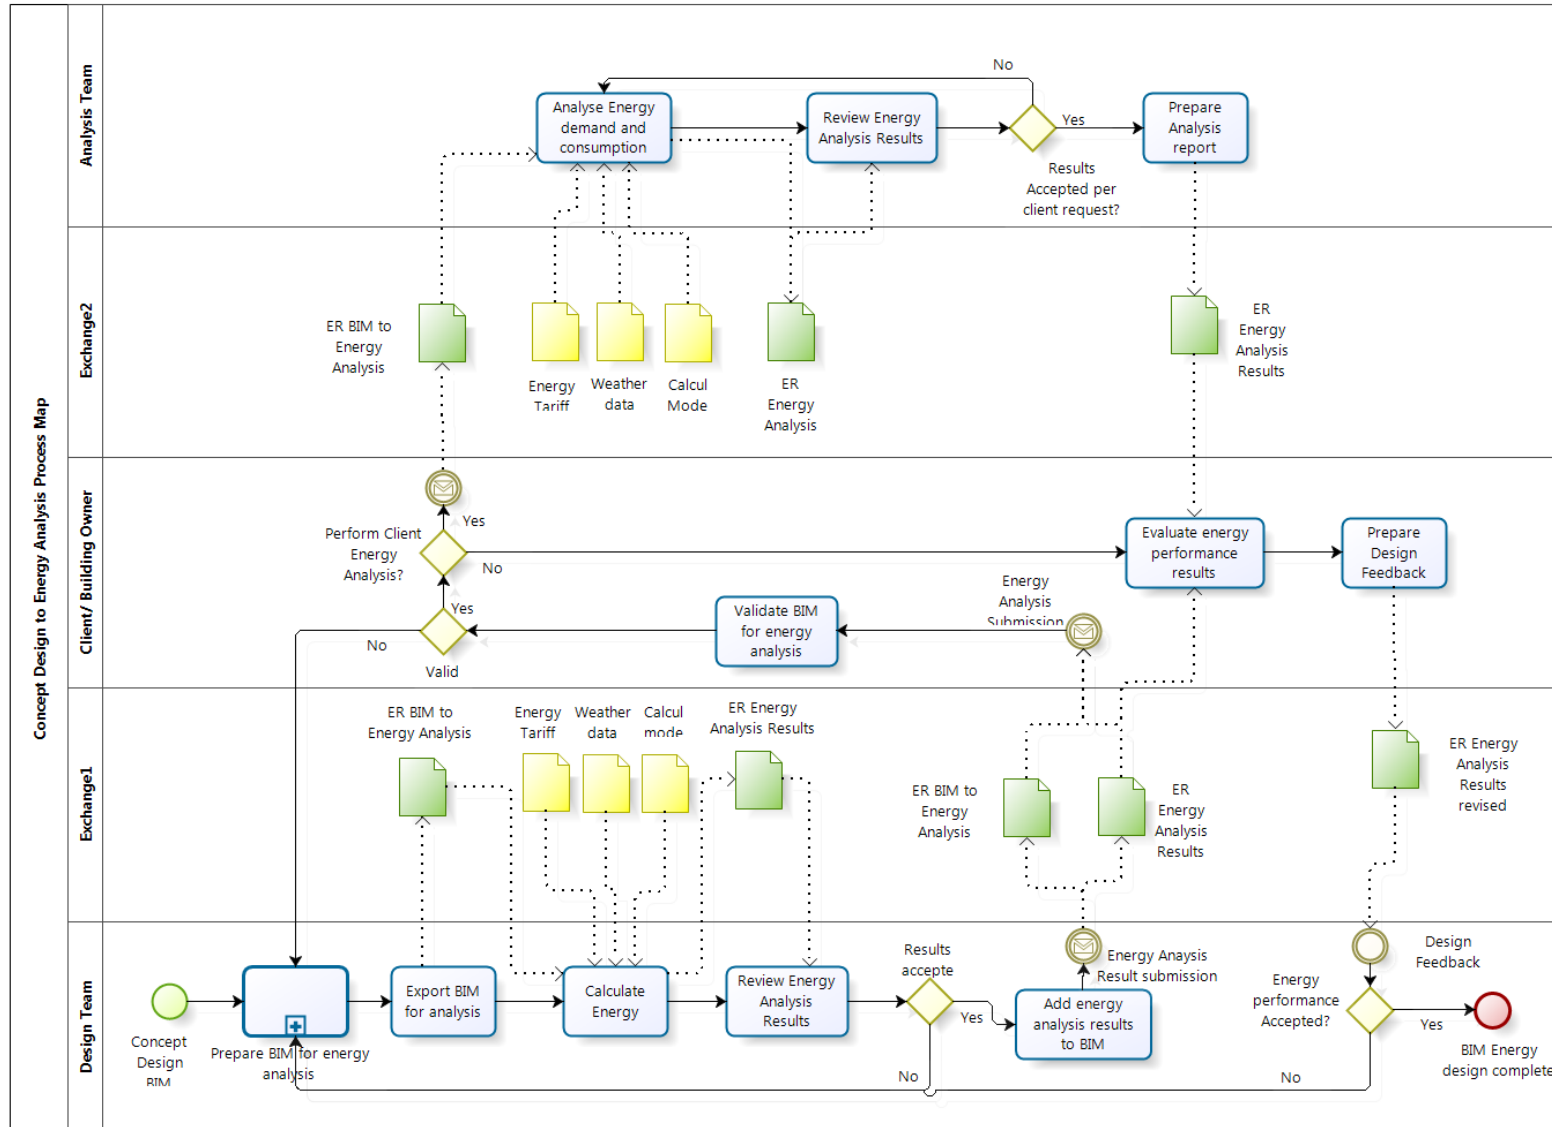 Concept Design to Energy Analysis Process Map
Analysis Team
No
Analyse Energy
demand and
consumption
Review Energy
Analysis Results
Yes
Results
Accepted per
client request?
Prepare
Analysis
report
Exchange2
ER BIM to
Energy
Analysis
Energy
Tariff
Weather
data
Calcul
Mode
ER
Energy
Analysis
ER
Energy
Analysis
Results
Client/ Building Owner
Perform Client
Energy
Analysis?
Yes
No
Yes
No
Valid
Validate BIM
for energy
analysis
Energy
Analysis
Submission
Evaluate energy
performance
results
Prepare
Design
Feedback
Exchange1
ER BIM to
Energy Analysis
Energy
Tariff
Weather
data
Calcul
mode
ER Energy
Analysis Results
ER BIM to
Energy
Analysis
ER
Energy
Analysis
Results
ER Energy
Analysis
Results
revised
Design Team
Concept
Design
BIM
Prepare BIM for energy
analysis
Export BIM
for analysis
Calculate
Energy
Review Energy
Analysis
Results
Results
accepte
Yes
No
Energy Anaysis
Result submission
Add energy
analysis results
to BIM
Design
Feedback
Energy
performance
Accepted?
Yes
No
BIM Energy
design complete